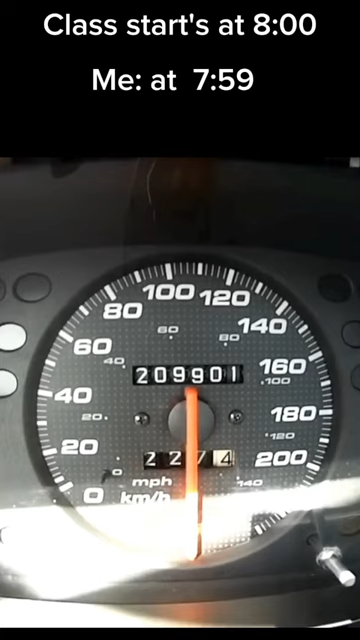 Class start's at 8:00
Me: at 7:59
100 120
80 140
60 80
60 160
40 100
209901
40 180
20 120
20 2274 200
0 mph 140
0 km/h